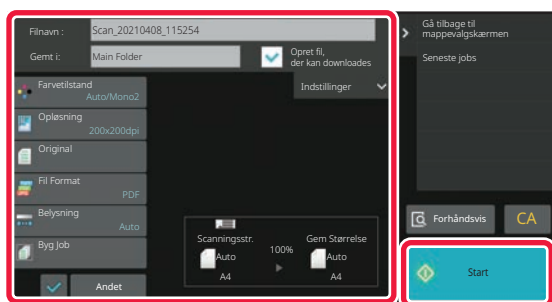 Filnavn :
Scan_20210408_115254
Gemt i:
Main Folder
Opret fil,
der kan downloades
Indstillinger
Farvetilstand
Auto/Mono2
Opløsning
200x200dpi
Original
Fil Format
PDF
Belysning
Auto
Byg Job
Andet
Scanningsstr.
Auto
A4
100%
Gem Størrelse
Auto
A4
Gå tilbage til
mappevalgskærmen
Seneste jobs
Forhåndsvis
CA
Start